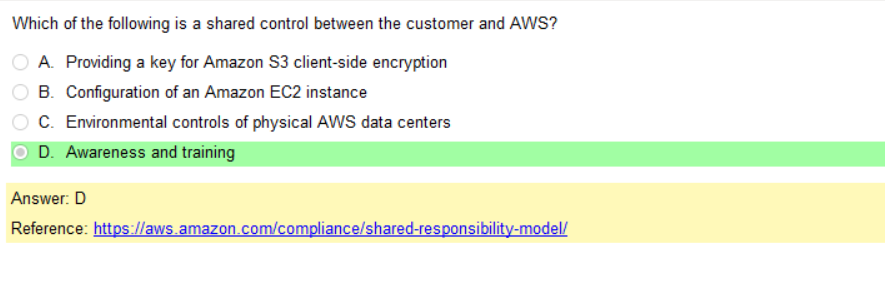 Which of the following is a shared control between the customer and AWS?
A. Providing a key for Amazon S3 client-side encryption
B. Configuration of an Amazon EC2 instance
C. Environmental controls of physical AWS data centers
D. Awareness and training
Answer: D
Reference: https://aws.amazon.com/compliance/shared-responsibility-model/